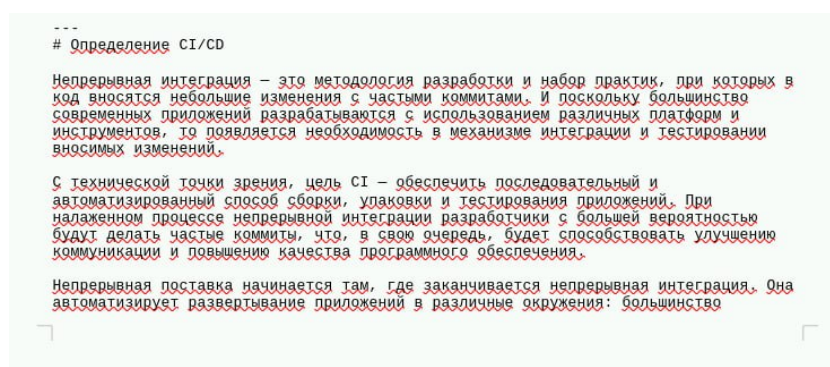 ---
# Определение CI/CD
Непрерывная интеграция — это методология разработки и набор практик, при которых в
код вносятся небольшие изменения с частыми коммитами. И поскольку большинство
современных приложений разрабатываются с использованием различных платформ и
инструментов, то появляется необходимость в механизме интеграции и тестировании
вносимых изменений.
С технической точки зрения, цель CI — обеспечить последовательный и
автоматизированный способ сборки, упаковки и тестирования приложений. При
налаженном процессе непрерывной интеграции разработчики с большей вероятностью
будут делать частые коммиты, что, в свою очередь, будет способствовать улучшению
коммуникации и повышению качества программного обеспечения.
Непрерывная поставка начинается там, где заканчивается непрерывная интеграция. Она
автоматизирует развертывание приложений в различные окружения: большинство